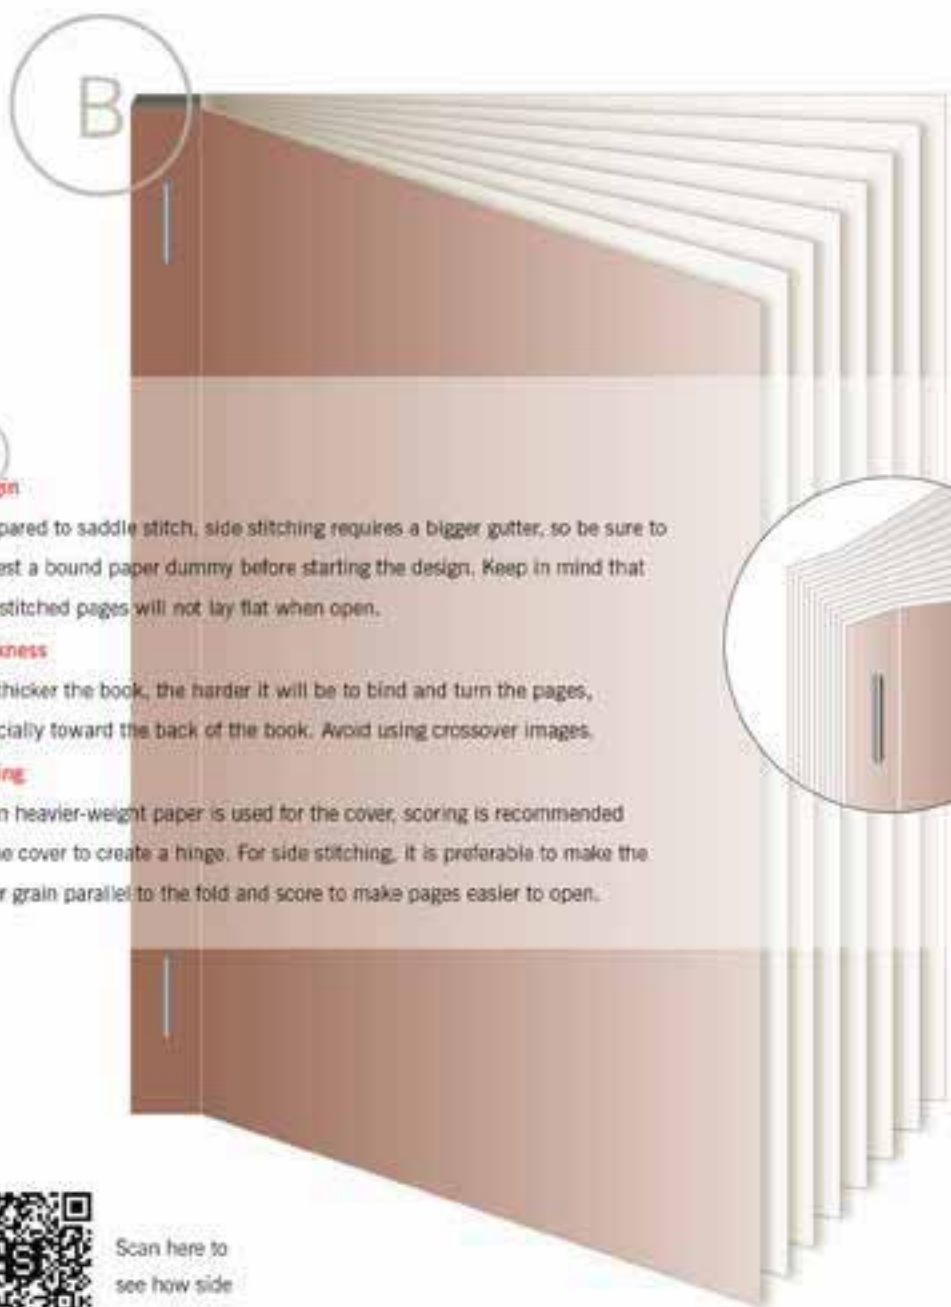 B
gin
pared to saddle stitch, side stitching requires a bigger gutter, so be sure to
est a bound paper dummy before starting the design. Keep in mind that
stitched pages will not lay flat when open.
kness
thicker the book, the harder it will be to bind and turn the pages,
cially toward the back of the book. Avoid using crossover images.
ing
n heavier-weight paper is used for the cover, scoring is recommended
e cover to create a hinge. For side stitching, it is preferable to make the
r grain parallel to the fold and score to make pages easier to open.
S
Scan here to
see how side